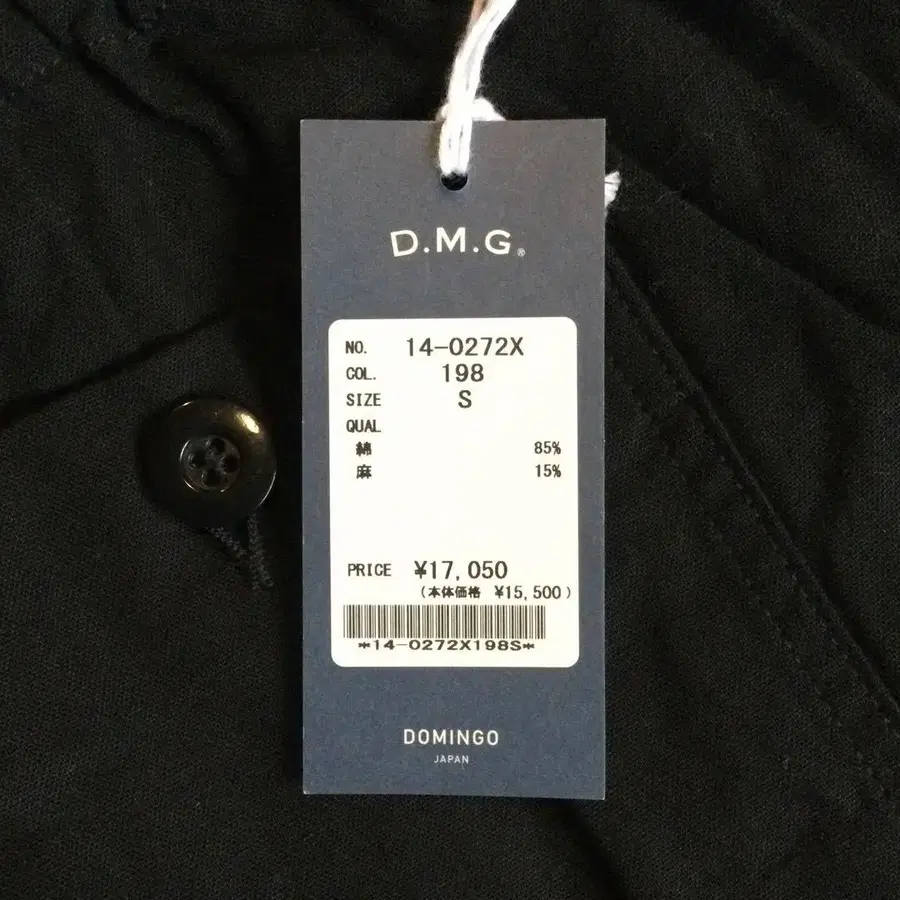 D.M.G.®
NO. 14-0272X
COL. 198
SIZE S
QUAL
綿 85%
麻 15%
PRICE ¥17,050
(本体価格 ¥15,500)
*14-0272X198S*
DOMINGO
JAPAN